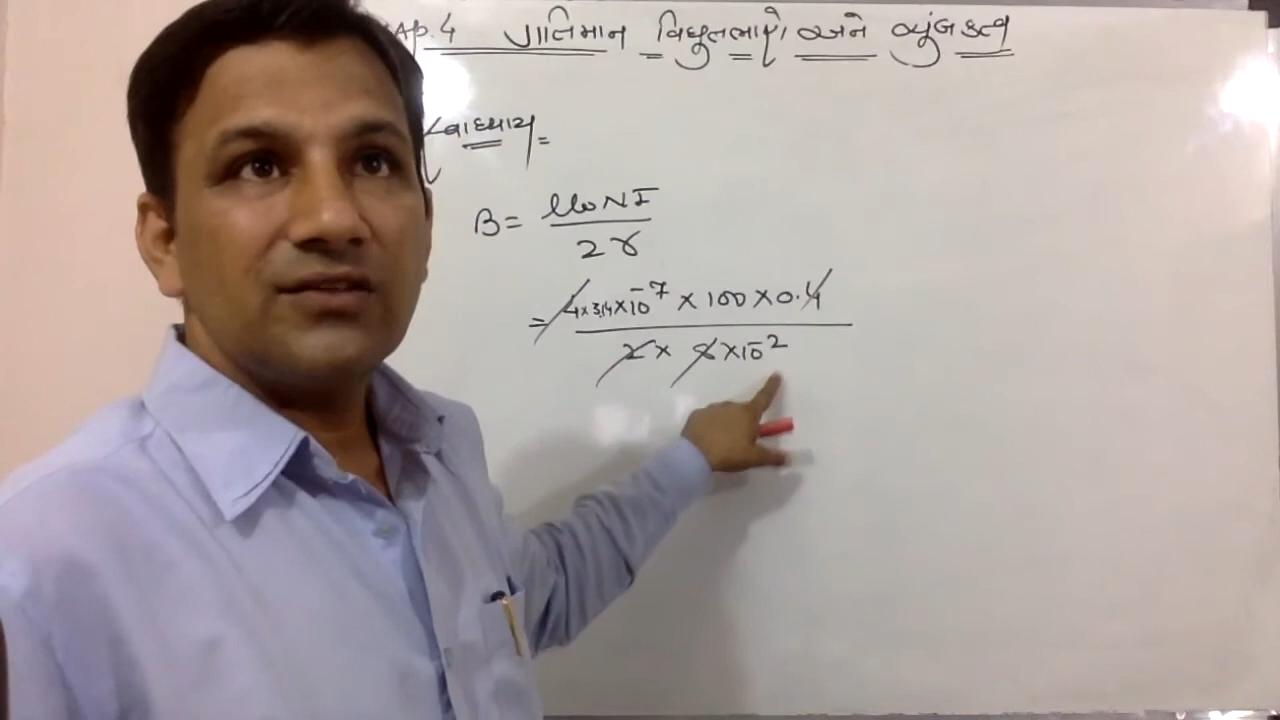 AP. 4 ગતિમાન વિધુતભારો અને ચુંબકત્વ
સ્વાધ્યાય =
B = μ₀NI / 2r
= 4×3.14×10⁻⁷ × 100 × 0.4 / 2 × 8 × 10⁻²